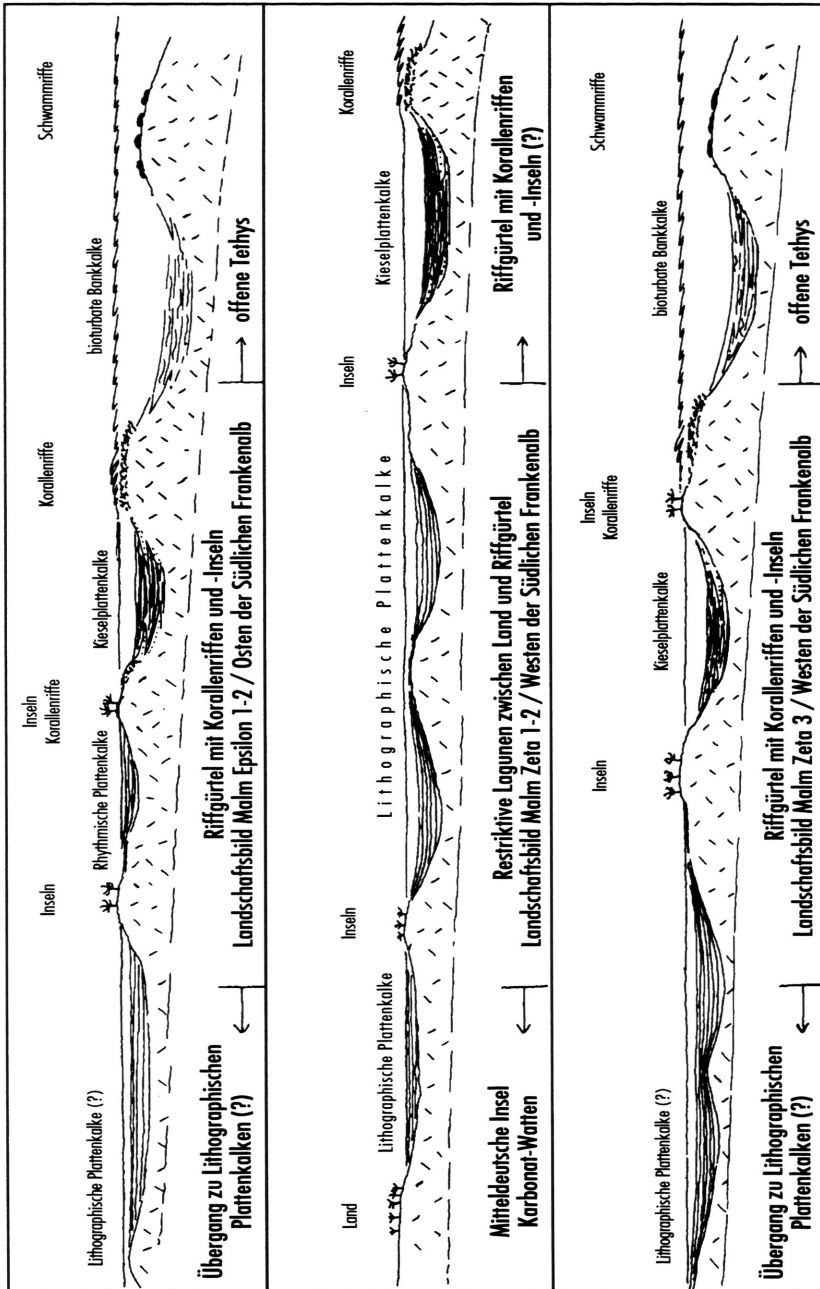 Lithographische Plattenkalke (?)
Inseln
Rhythmische Plattenkalke
Inseln
Korallenriffe
Kieselplattenkalke
Korallenriffe
bioturbate Bankkalke
Schwammriffe
Übergang zu Lithographischen
Plattenkalken (?)
←
Riffgürtel mit Korallenriffen und -Inseln
Landschaftsbild Malm Epsilon 1-2 / Osten der Südlichen Frankenalb
→ offene Tethys
Land
Lithographische Plattenkalke
Inseln
Lithographische Plattenkalke
Inseln
Kieselplattenkalke
Korallenriffe
Mitteldeutsche Insel
Karbonat-Watten
←
Restriktive Lagunen zwischen Land und Riffgürtel
Landschaftsbild Malm Zeta 1-2 / Westen der Südlichen Frankenalb
→
Riffgürtel mit Korallenriffen
und -Inseln (?)
Lithographische Plattenkalke (?)
Inseln
Kieselplattenkalke
Inseln
Korallenriffe
bioturbate Bankkalke
Schwammriffe
Übergang zu Lithographischen
Plattenkalken (?)
←
Riffgürtel mit Korallenriffen und -Inseln
Landschaftsbild Malm Zeta 3 / Westen der Südlichen Frankenalb
→ offene Tethys